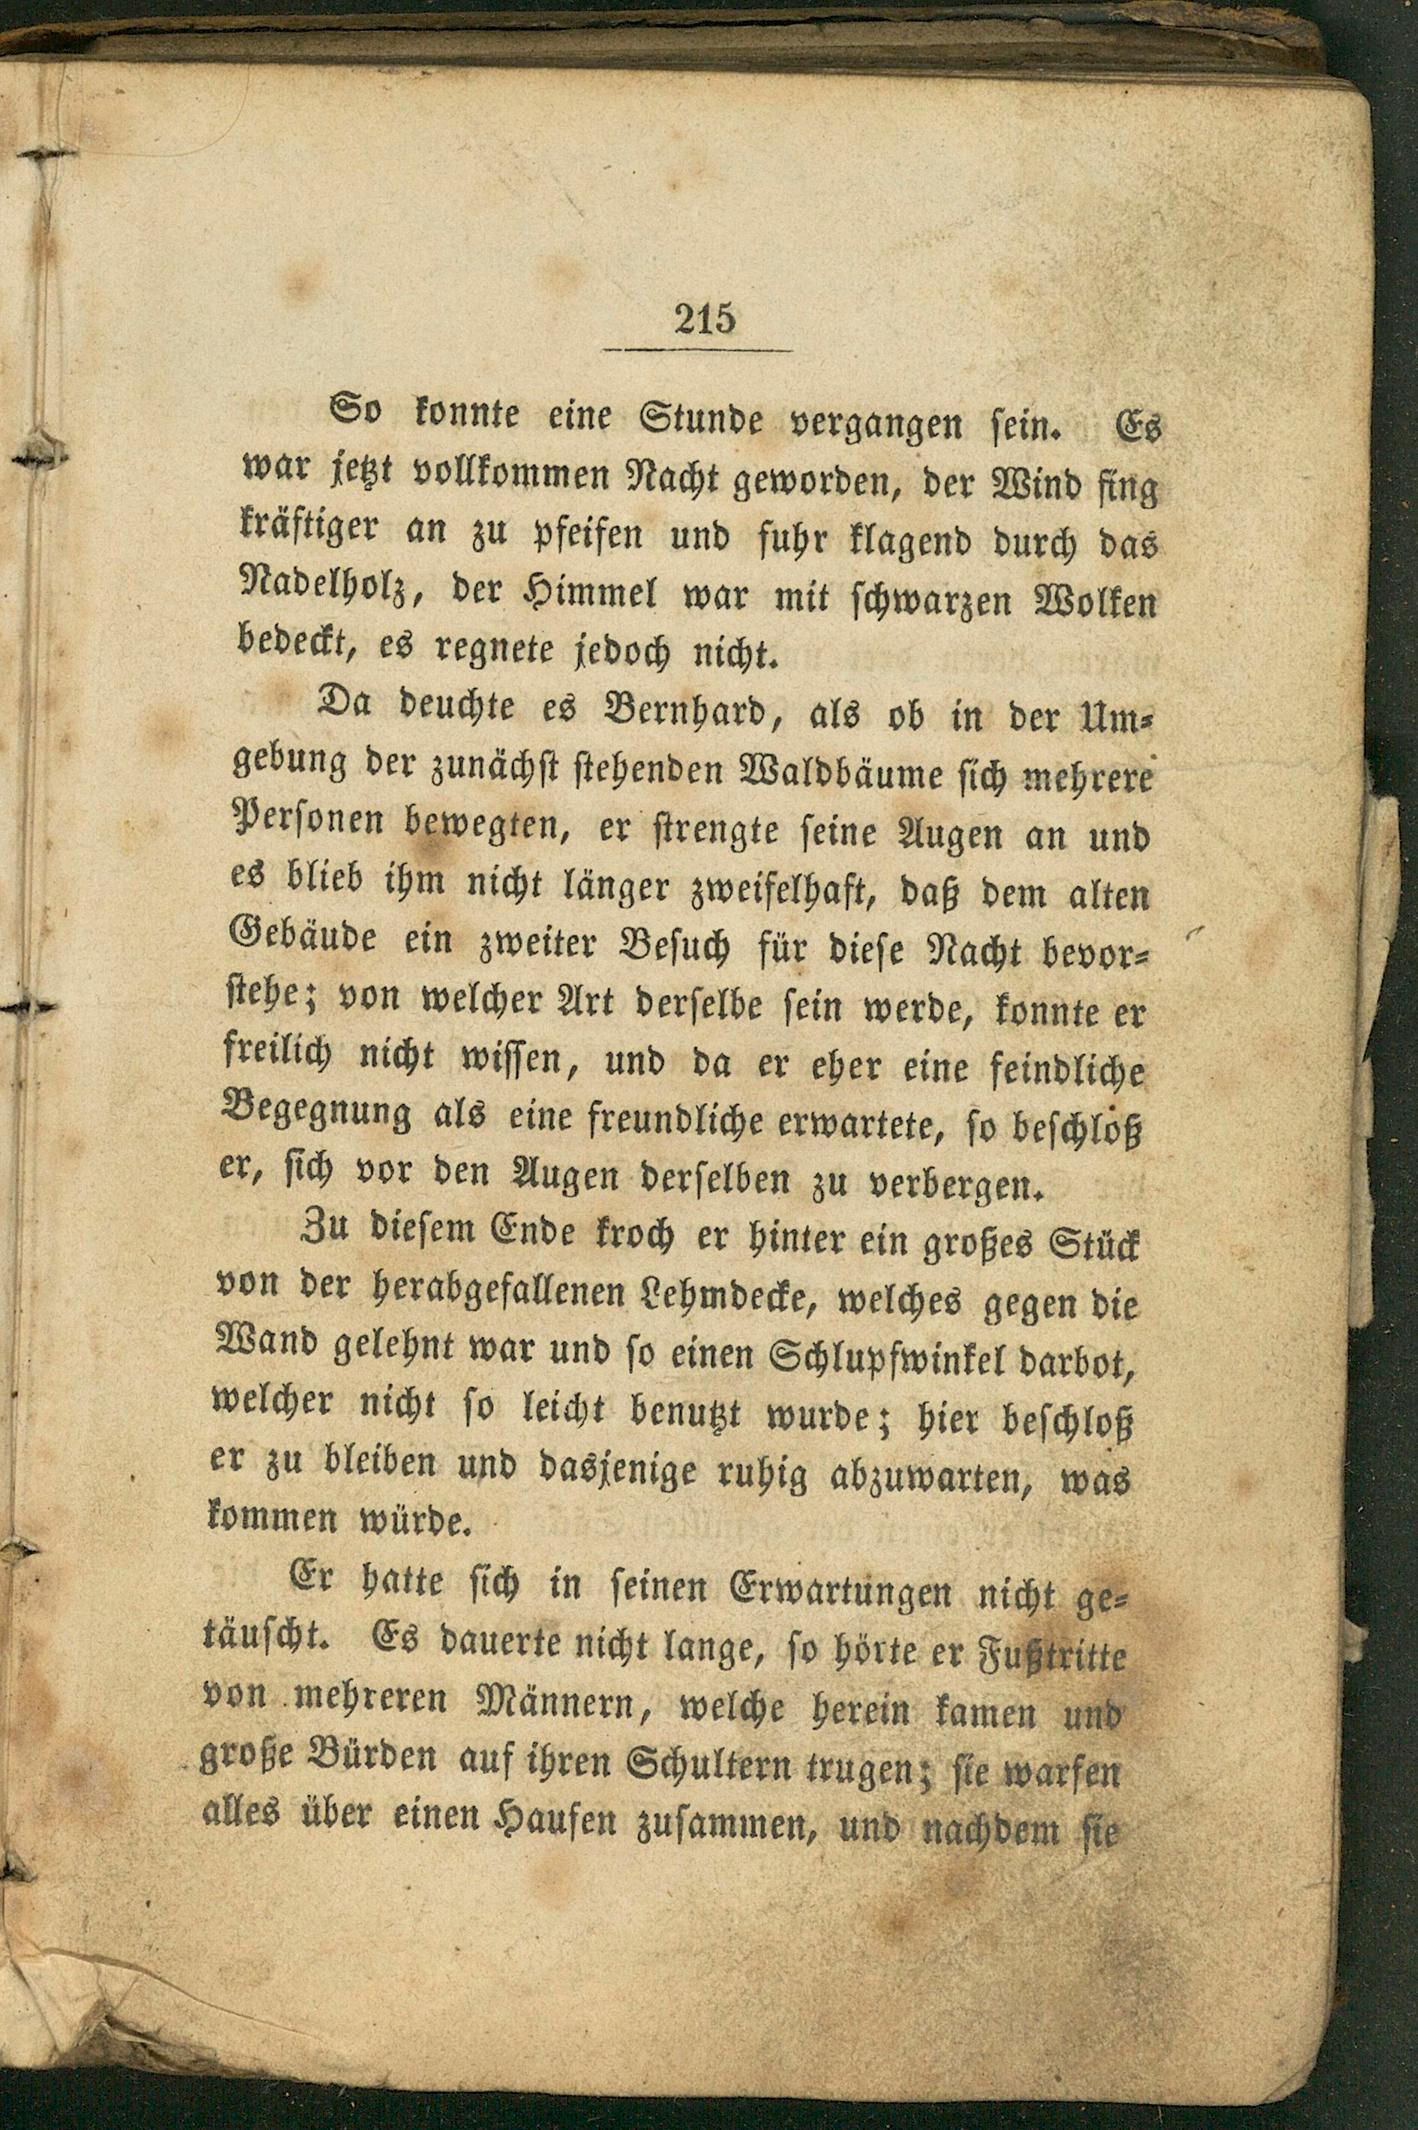 215
So konnte eine Stunde vergangen sein. Es
war jetzt vollkommen Nacht geworden, der Wind fing
kräftiger an zu pfeifen und fuhr klagend durch das
Nadelholz, der Himmel war mit schwarzen Wolken
bedeckt, es regnete jedoch nicht.
Da deuchte es Bernhard, als ob in der Um-
gebung der zunächst stehenden Waldbäume sich mehrere
Personen bewegten, er strengte seine Augen an und
es blieb ihm nicht länger zweifelhaft, daß dem alten
Gebäude ein zweiter Besuch für diese Nacht bevor-
stehe; von welcher Art derselbe sein werde, konnte er
freilich nicht wissen, und da er eher eine feindliche
Begegnung als eine freundliche erwartete, so beschloß
er, sich vor den Augen derselben zu verbergen.
Zu diesem Ende kroch er hinter ein großes Stück
von der herabgefallenen Lehmdecke, welches gegen die
Wand gelehnt war und so einen Schlupfwinkel darbot,
welcher nicht so leicht benutzt wurde; hier beschloß
er zu bleiben und dasjenige ruhig abzuwarten, was
kommen würde.
Er hatte sich in seinen Erwartungen nicht ge-
täuscht. Es dauerte nicht lange, so hörte er Fußtritte
von mehreren Männern, welche herein kamen und
große Bürden auf ihren Schultern trugen; sie warfen
alles über einen Haufen zusammen, und nachdem sie